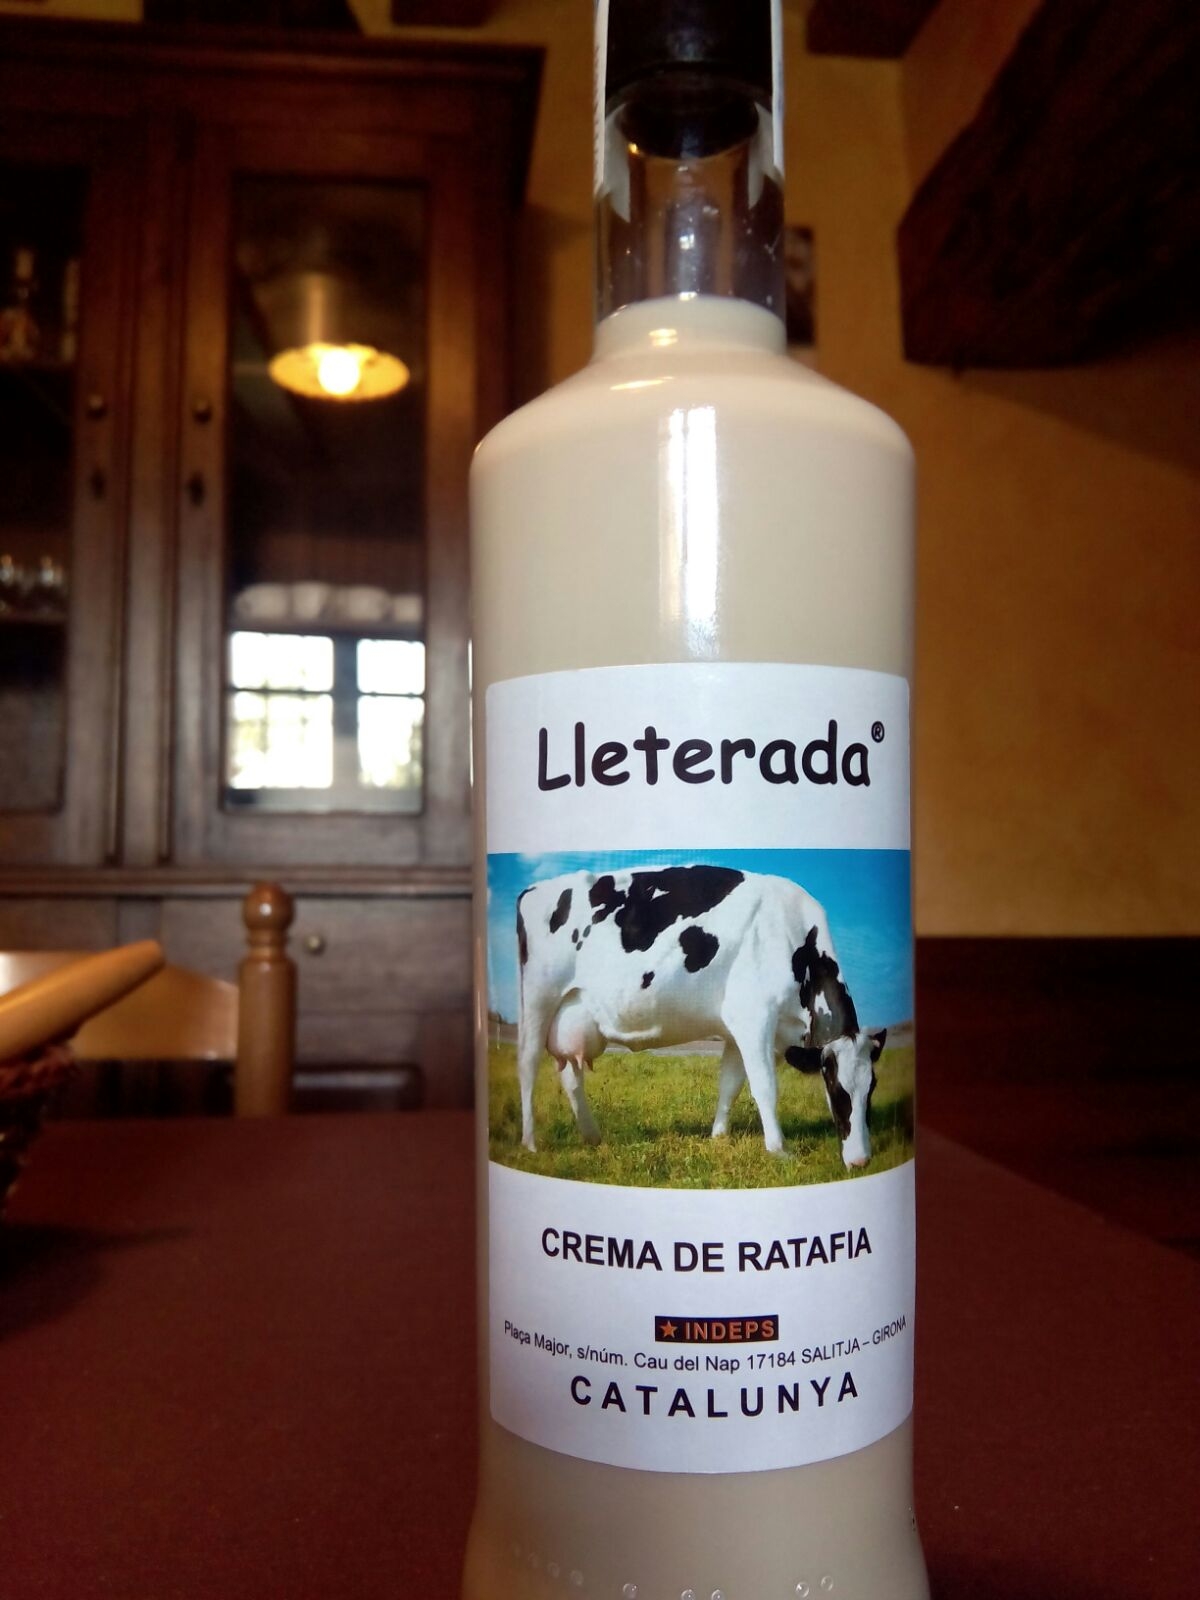 Lleterada®
CREMA DE RATAFIA
★ INDEPS
Plaça Major, s/núm. Cau del Nap 17184 SALITJA – GIRONA
CATALUNYA